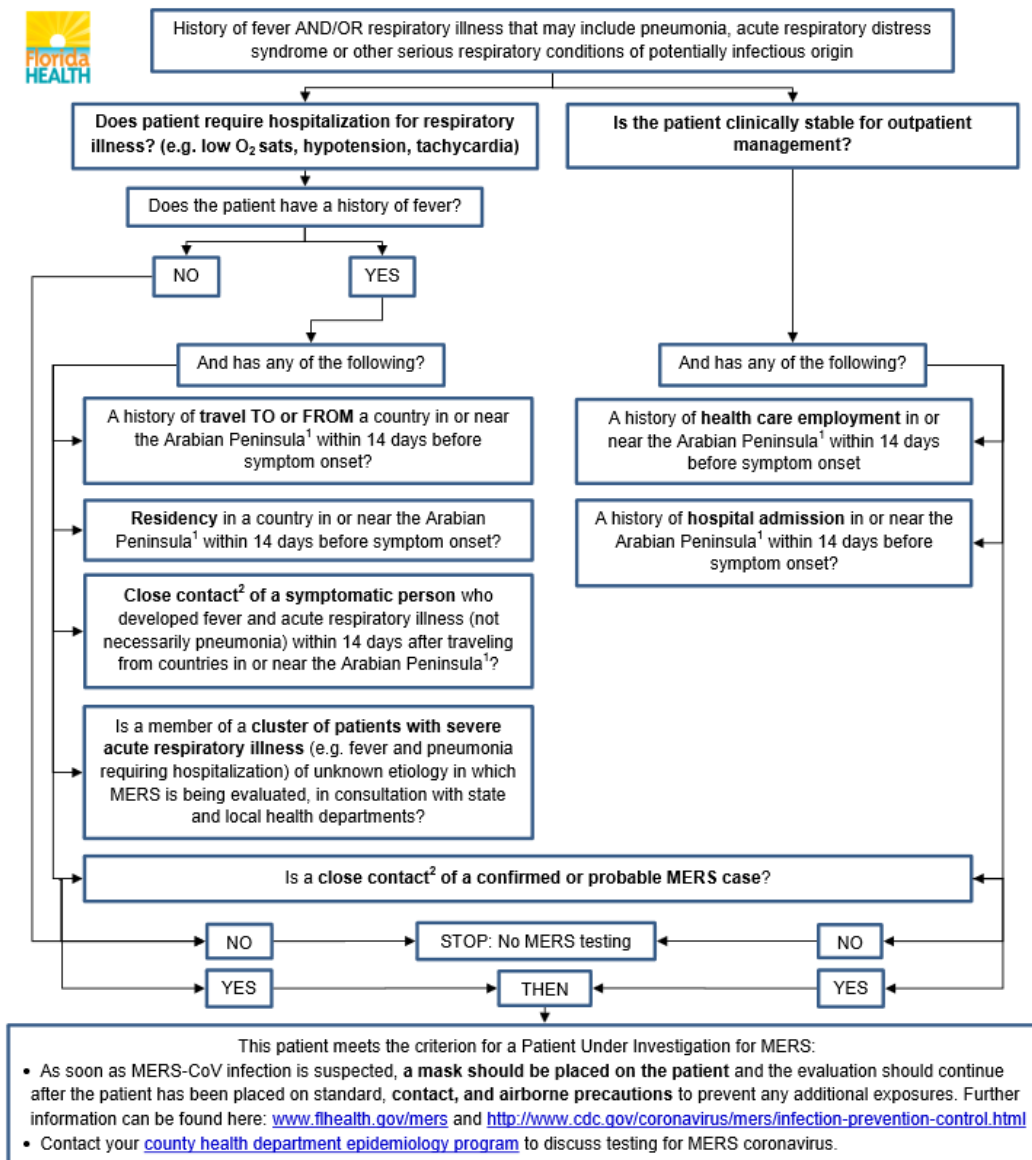 Florida
HEALTH
History of fever AND/OR respiratory illness that may include pneumonia, acute respiratory distress
syndrome or other serious respiratory conditions of potentially infectious origin
Does patient require hospitalization for respiratory
illness? (e.g. low O₂ sats, hypotension, tachycardia)
Is the patient clinically stable for outpatient
management?
Does the patient have a history of fever?
NO
YES
And has any of the following?
And has any of the following?
A history of travel TO or FROM a country in or near
the Arabian Peninsula¹ within 14 days before
symptom onset?
A history of health care employment in or
near the Arabian Peninsula¹ within 14 days
before symptom onset
Residency in a country in or near the Arabian
Peninsula¹ within 14 days before symptom onset?
A history of hospital admission in or near the
Arabian Peninsula¹ within 14 days before
symptom onset?
Close contact² of a symptomatic person who
developed fever and acute respiratory illness (not
necessarily pneumonia) within 14 days after traveling
from countries in or near the Arabian Peninsula¹?
Is a member of a cluster of patients with severe
acute respiratory illness (e.g. fever and pneumonia
requiring hospitalization) of unknown etiology in which
MERS is being evaluated, in consultation with state
and local health departments?
Is a close contact² of a confirmed or probable MERS case?
NO
STOP: No MERS testing
NO
YES
THEN
YES
This patient meets the criterion for a Patient Under Investigation for MERS:
• As soon as MERS-CoV infection is suspected, a mask should be placed on the patient and the evaluation should continue
after the patient has been placed on standard, contact, and airborne precautions to prevent any additional exposures. Further
information can be found here: www.flhealth.gov/mers and http://www.cdc.gov/coronavirus/mers/infection-prevention-control.html
• Contact your county health department epidemiology program to discuss testing for MERS coronavirus.